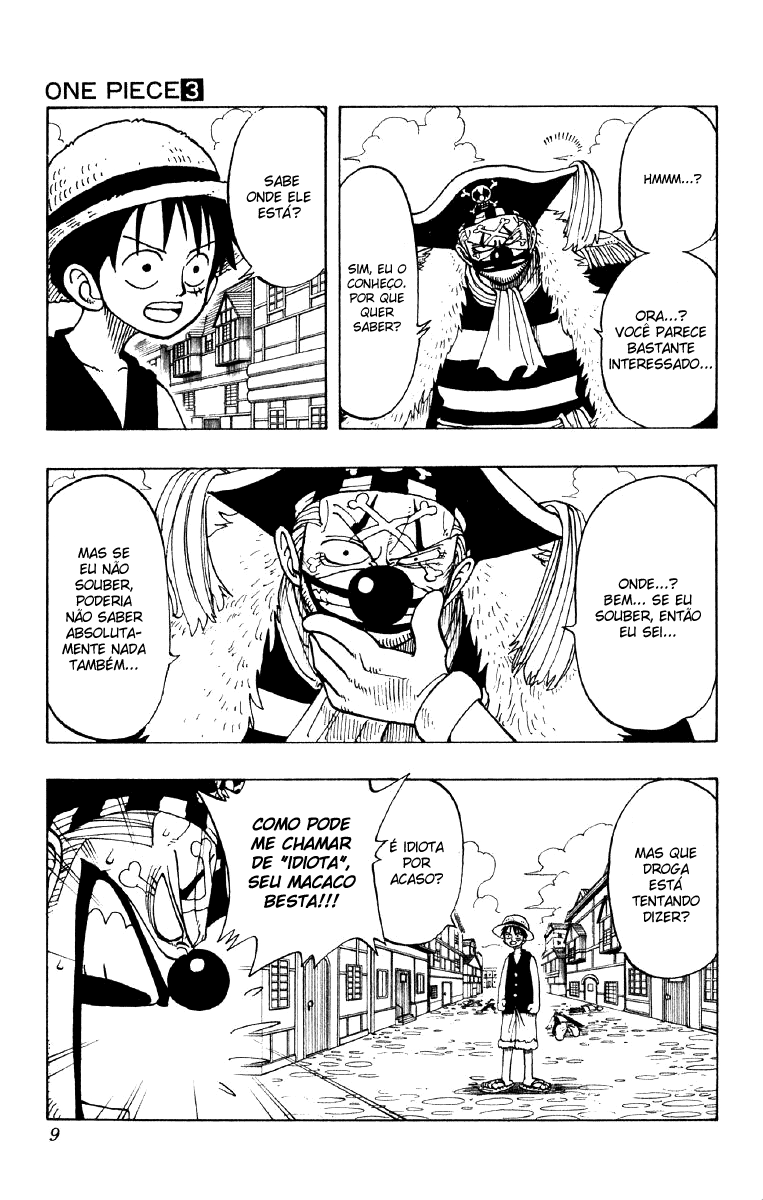 ONE PIECE 3
HMMM...?
ORA...?
VOCÊ PARECE
BASTANTE
INTERESSADO...
SIM, EU O
CONHEÇO.
POR QUE
QUER
SABER?
SABE
ONDE ELE
ESTÁ?
ONDE...?
BEM... SE EU
SOUBER, ENTÃO
EU SEI...
MAS SE
EU NÃO
SOUBER,
PODERIA
NÃO SABER
ABSOLUTA-
MENTE NADA
TAMBÉM...
MAS QUE
DROGA
ESTÁ
TENTANDO
DIZER?
É IDIOTA
POR
ACASO?
COMO PODE
ME CHAMAR
DE "IDIOTA",
SEU MACACO
BESTA!!!
9